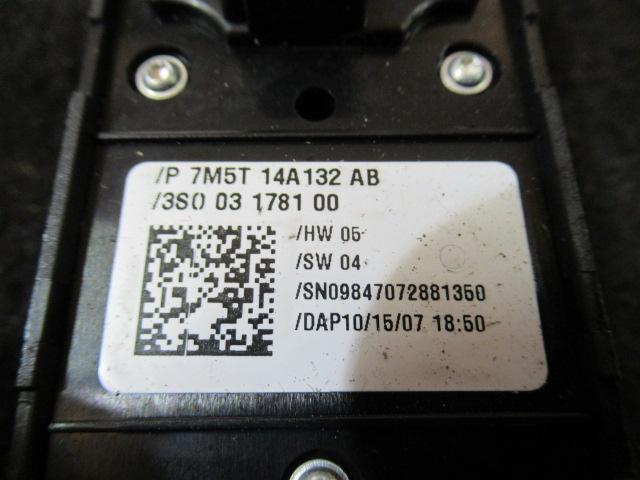 /P 7M5T 14A132 AB
/3S0 03 1781 00
/HW 05
/SW 04
/SN09847072881350
/DAP10/15/07 18:50